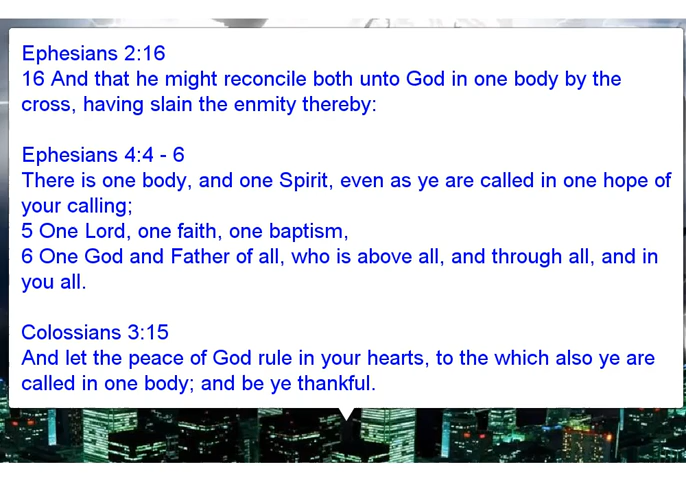 Ephesians 2:16
16 And that he might reconcile both unto God in one body by the
cross, having slain the enmity thereby:
Ephesians 4:4 - 6
There is one body, and one Spirit, even as ye are called in one hope of
your calling;
5 One Lord, one faith, one baptism,
6 One God and Father of all, who is above all, and through all, and in
you all.
Colossians 3:15
And let the peace of God rule in your hearts, to the which also ye are
called in one body; and be ye thankful.